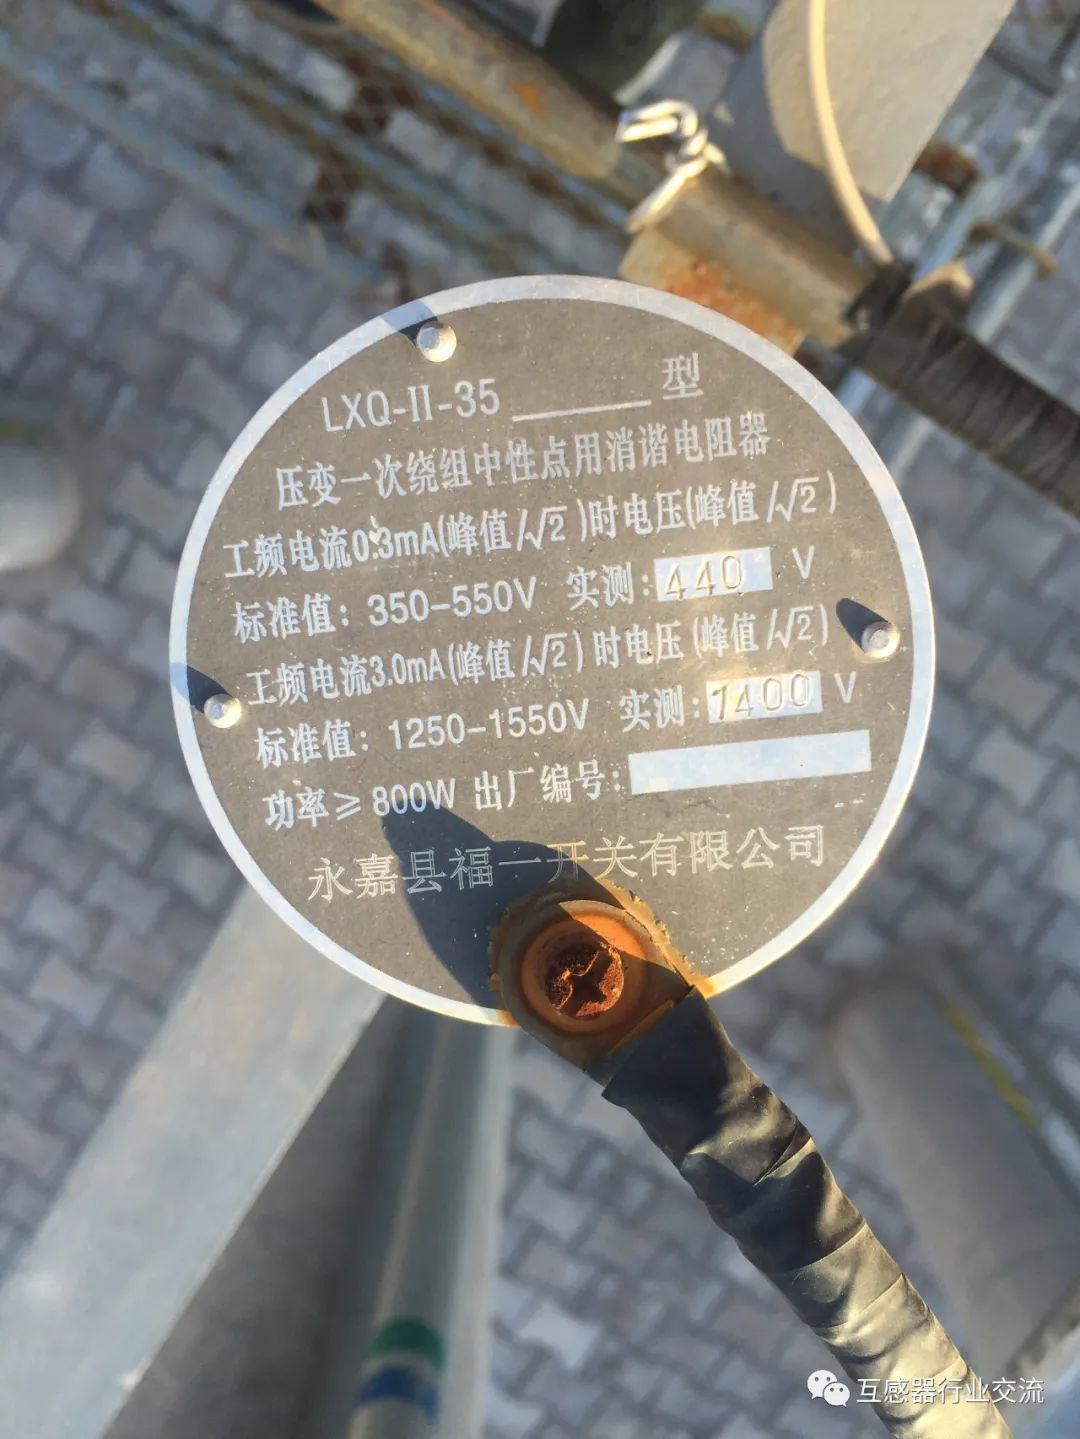 LXQ-II-35 ______ 型
压变一次绕组中性点用消谐电阻器
工频电流0.3mA(峰值/√2)时电压(峰值/√2)
标准值：350-550V 实测:440 V
工频电流3.0mA(峰值/√2)时电压(峰值/√2)
标准值：1250-1550V 实测:1400 V
功率≥800W 出厂编号:
永嘉县福一开关有限公司
互感器行业交流